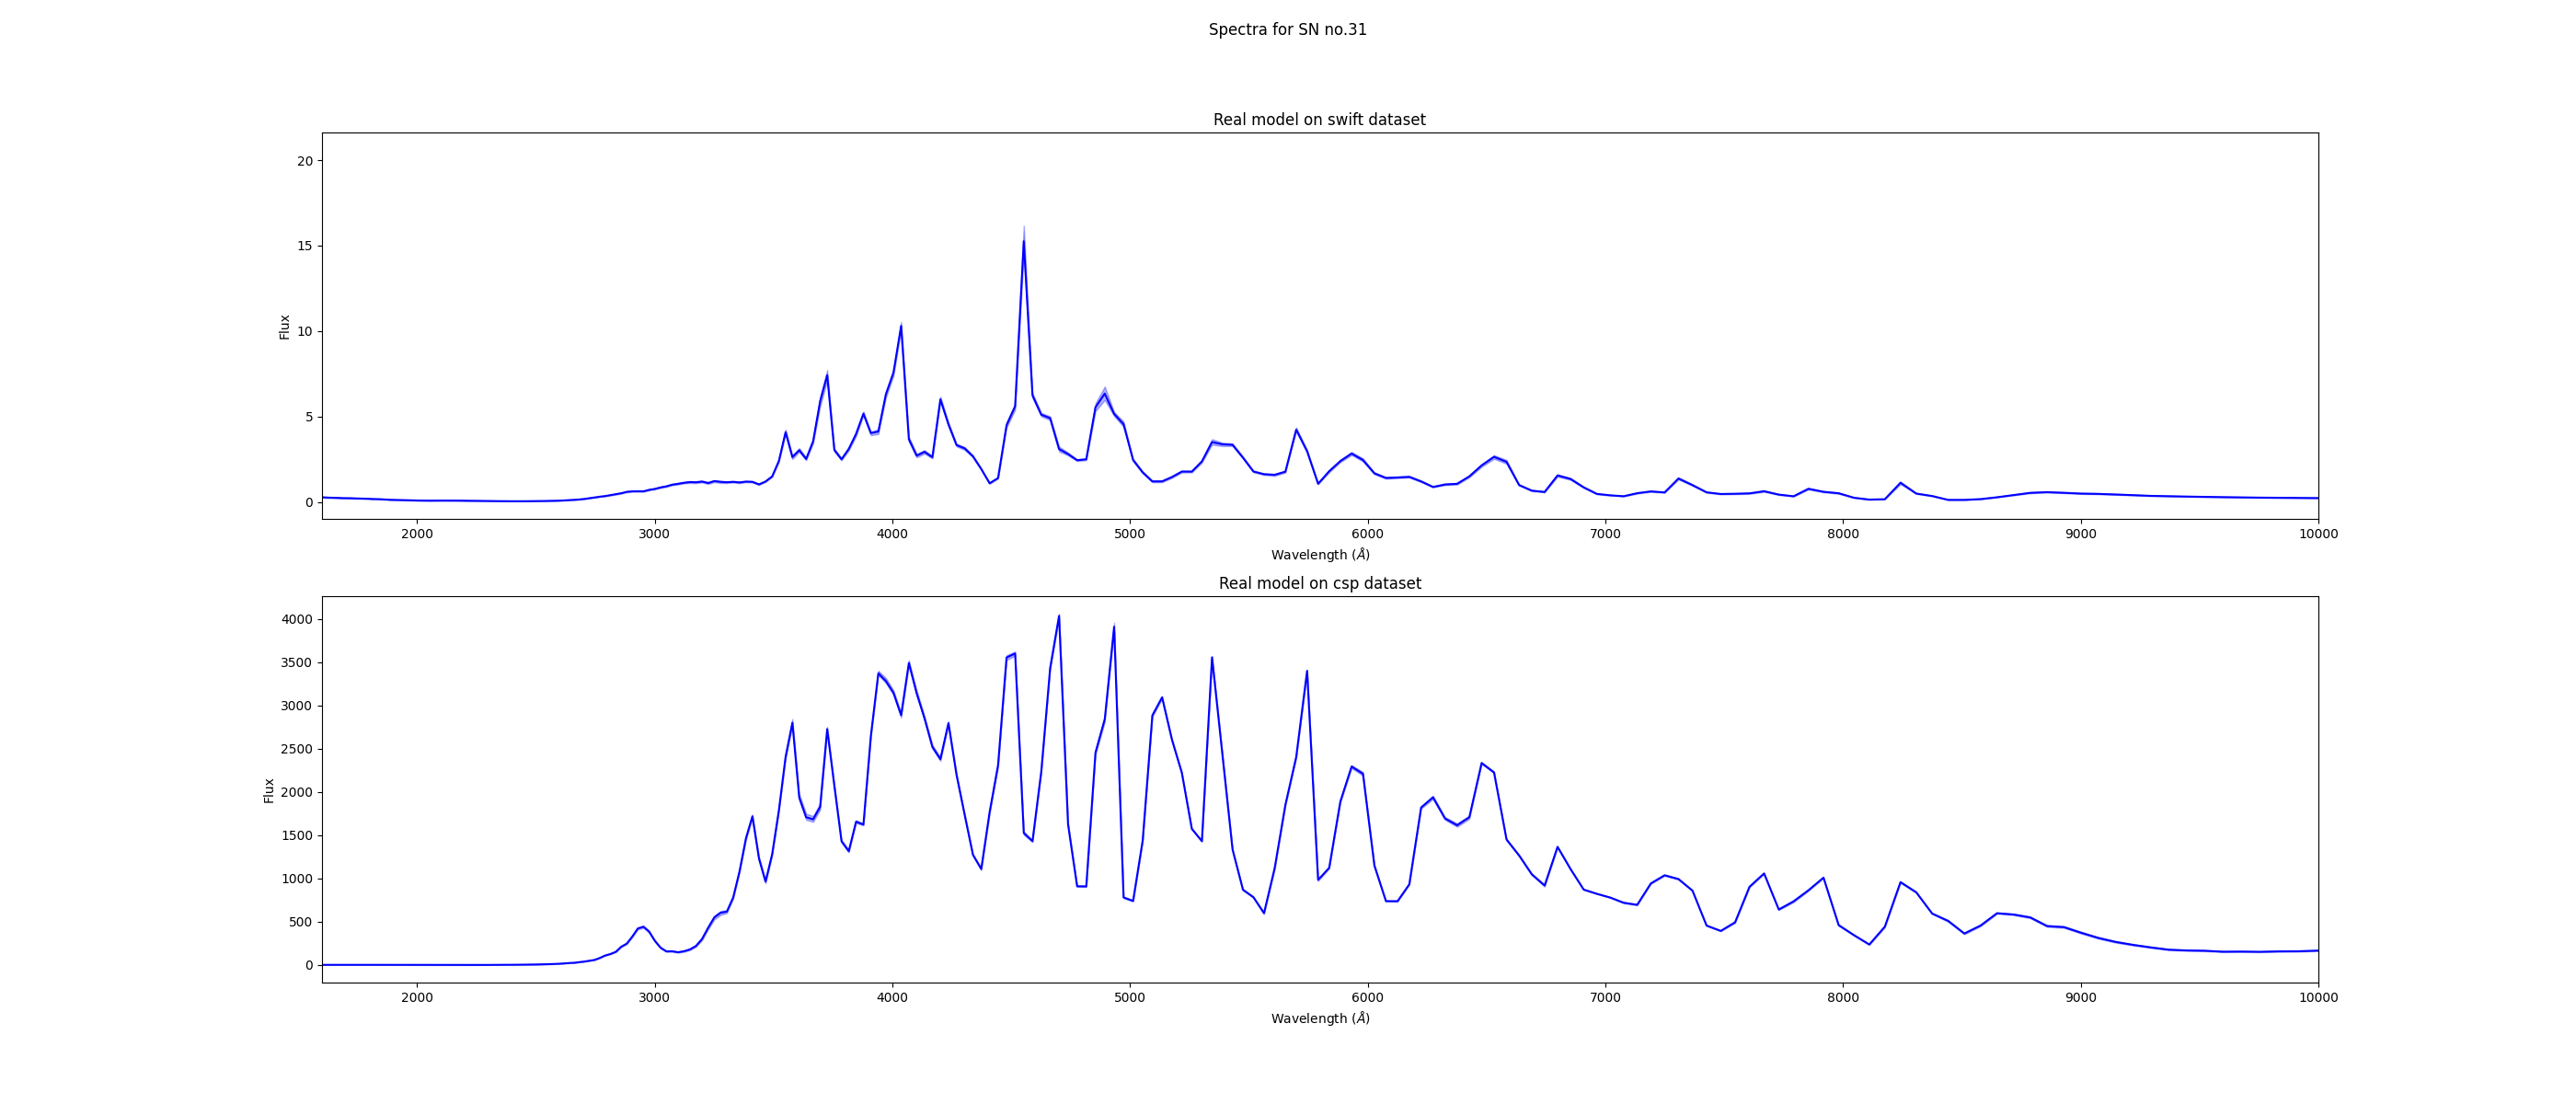 Spectra for SN no.31
Real model on swift dataset
20
15
10
5
0
Flux
2000 3000 4000 5000 6000 7000 8000 9000 10000
Wavelength (Å)
Real model on csp dataset
4000
3500
3000
2500
2000
1500
1000
500
0
Flux
2000 3000 4000 5000 6000 7000 8000 9000 10000
Wavelength (Å)